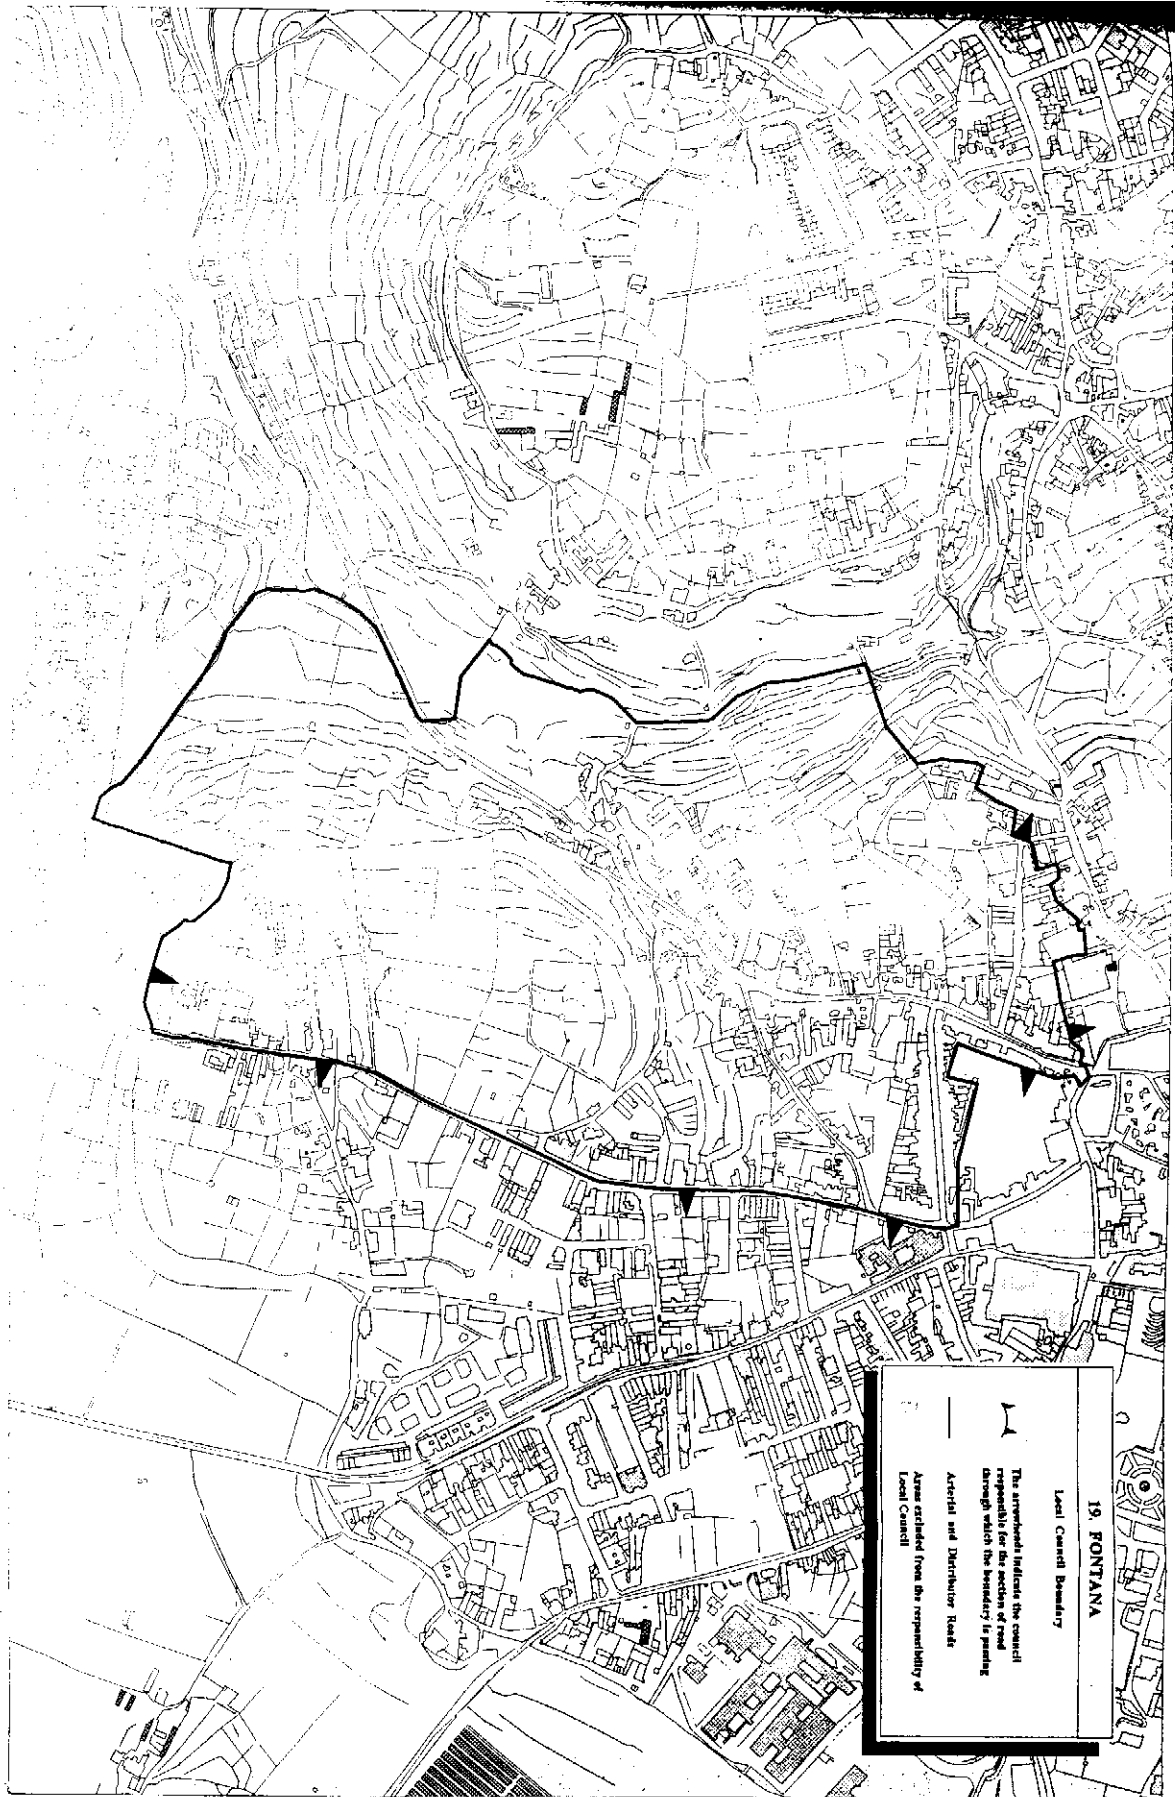 19. FONTANA
Local Council Boundary
The arrowheads indicate the council
responsible for the section of road
through which the boundary is passing
Arterial and Distributor Roads
Areas excluded from the responsibility of
Local Council